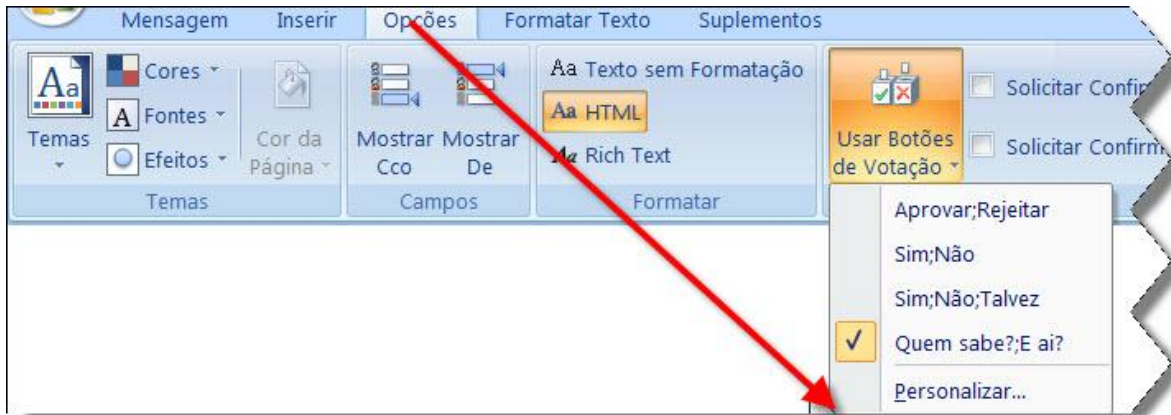 Mensagem Inserir Opções Formatar Texto Suplementos
Aa
Temas
Cores
A Fontes
Efeitos
Cor da
Página
Temas
Mostrar
Cco
Mostrar
De
Campos
Aa Texto sem Formatação
Aa HTML
Aa Rich Text
Formatar
Usar Botões
de Votação
Solicitar
Solicitar
Aprovar;Rejeitar
Sim;Não
Sim;Não;Talvez
Quem sabe?;E ai?
Personalizar...